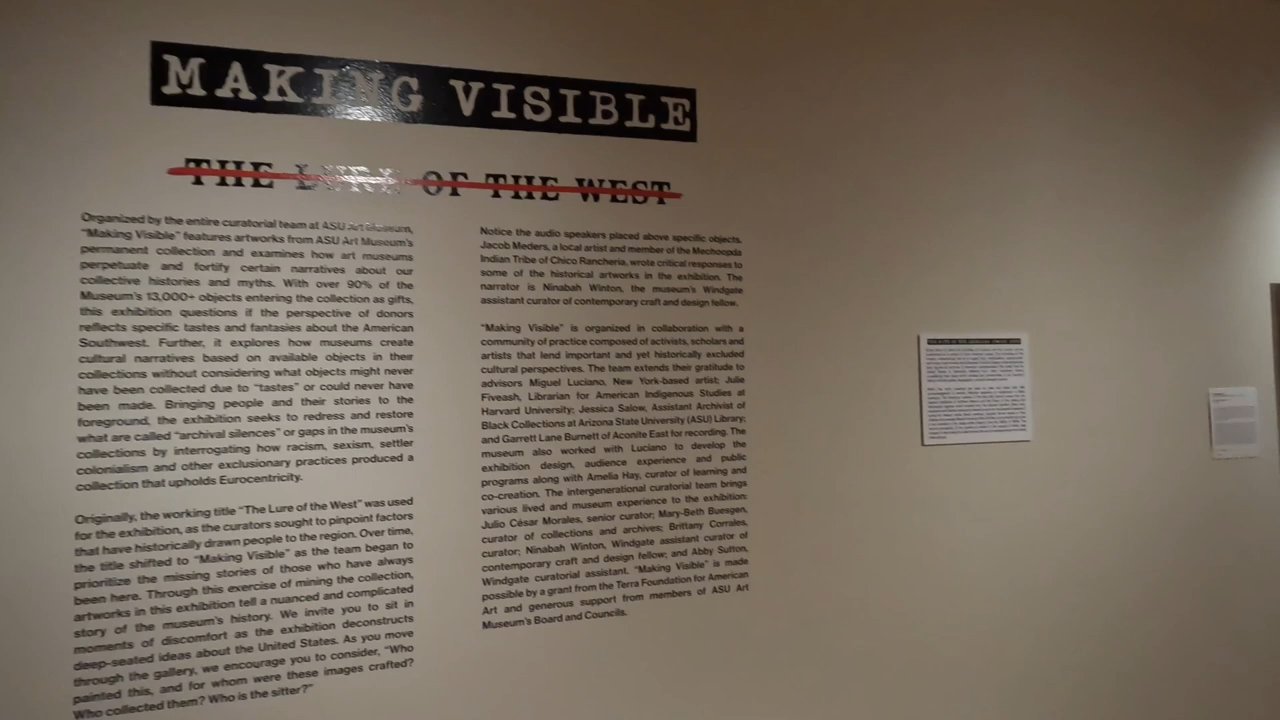 MAKING VISIBLE
THE LURE OF THE WEST
Organized by the entire curatorial team at ASU Art Museum,
"Making Visible" features artworks from ASU Art Museum's
permanent collection and examines how art museums
perpetuate and fortify certain narratives about our
collective histories and myths. With over 90% of the
Museum's 13,000+ objects entering the collection as gifts,
this exhibition questions if the perspective of donors
reflects specific tastes and fantasies about the American
Southwest. Further, it explores how museums create
cultural narratives based on available objects in their
collections without considering what objects might never
have been collected due to "tastes" or could never have
been made. Bringing people and their stories to the
foreground, the exhibition seeks to redress and restore
what are called "archival silences" or gaps in the museum's
collections by interrogating how racism, sexism, settler
colonialism and other exclusionary practices produced a
collection that upholds Eurocentricity.
Originally, the working title "The Lure of the West" was used
for the exhibition, as the curators sought to pinpoint factors
that have historically drawn people to the region. Over time,
the title shifted to "Making Visible" as the team began to
prioritize the missing stories of those who have always
been here. Through this exercise of mining the collection,
artworks in this exhibition tell a nuanced and complicated
story of the museum's history. We invite you to sit in
moments of discomfort as the exhibition deconstructs
deep-seated ideas about the United States. As you move
through the gallery, we encourage you to consider, "Who
painted this, and for whom were these images crafted?
Who collected them? Who is the sitter?"
Notice the audio speakers placed above specific objects.
Jacob Meders, a local artist and member of the Mechoopda
Indian Tribe of Chico Rancheria, wrote critical responses to
some of the historical artworks in the exhibition. The
narrator is Ninabah Winton, the museum's Windgate
assistant curator of contemporary craft and design fellow.
"Making Visible" is organized in collaboration with a
community of practice composed of activists, scholars and
artists that lend important and yet historically excluded
cultural perspectives. The team extends their gratitude to
advisors Miguel Luciano, New York-based artist; Julie
Fiveash, Librarian for American Indigenous Studies at
Harvard University; Jessica Salow, Assistant Archivist of
Black Collections at Arizona State University (ASU) Library;
and Garrett Lane Burnett of Aconite East for recording. The
museum also worked with Luciano to develop the
exhibition design, audience experience and public
programs along with Amelia Hay, curator of learning and
co-creation. The intergenerational curatorial team brings
various lived and museum experience to the exhibition:
Julio César Morales, senior curator; Mary-Beth Buesgen,
curator of collections and archives; Brittany Corrales,
curator; Ninabah Winton, Windgate assistant curator of
contemporary craft and design fellow; and Abby Sutton,
Windgate curatorial assistant. "Making Visible" is made
possible by a grant from the Terra Foundation for American
Art and generous support from members of ASU Art
Museum's Board and Councils.